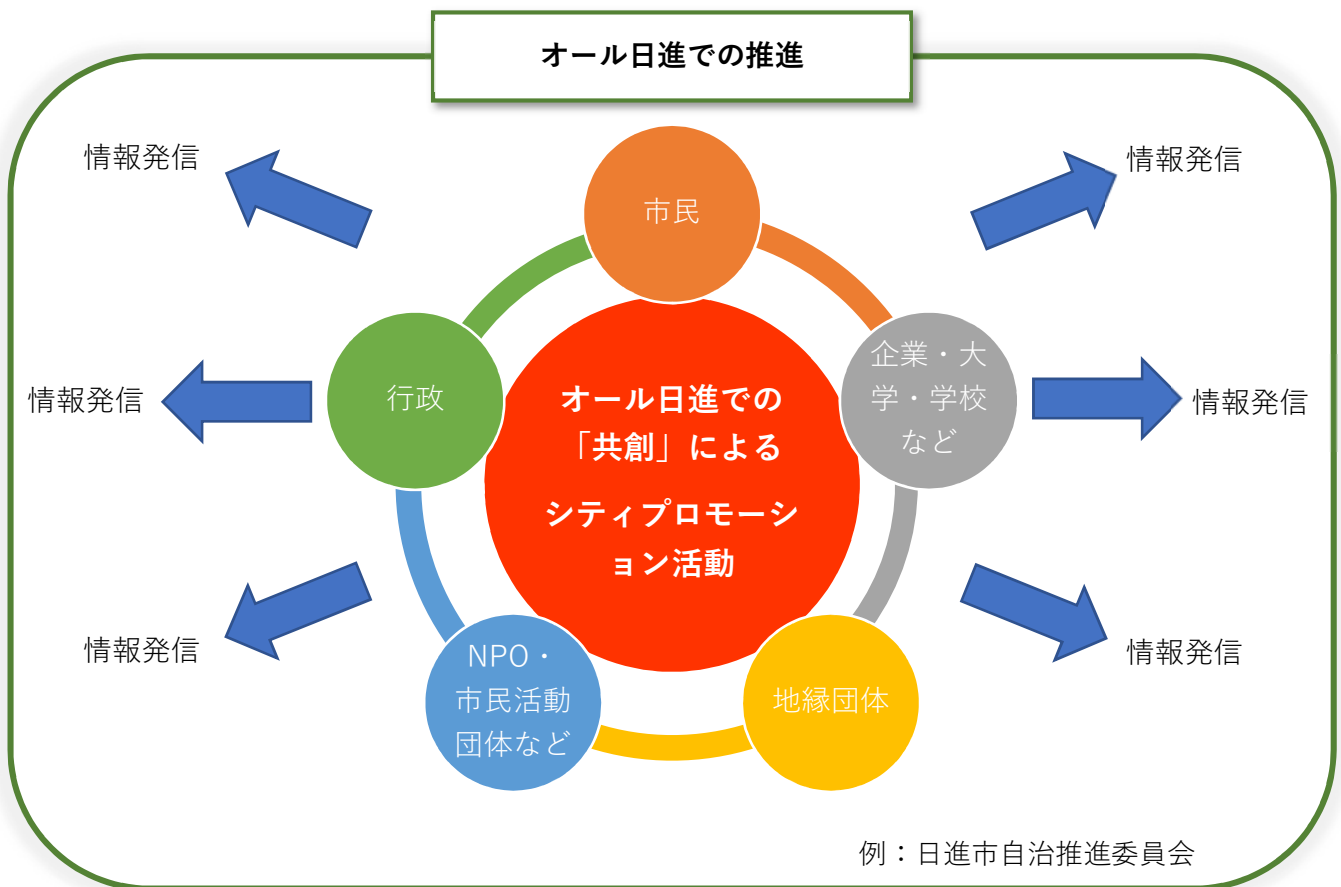 オール日進での推進
情報発信
情報発信
市民
企業・大
学・学校
など
行政
オール日進での
「共創」による
シティプロモーシ
ョン活動
情報発信
情報発信
NPO・
市民活動
団体など
地縁団体
情報発信
情報発信
例：日進市自治推進委員会